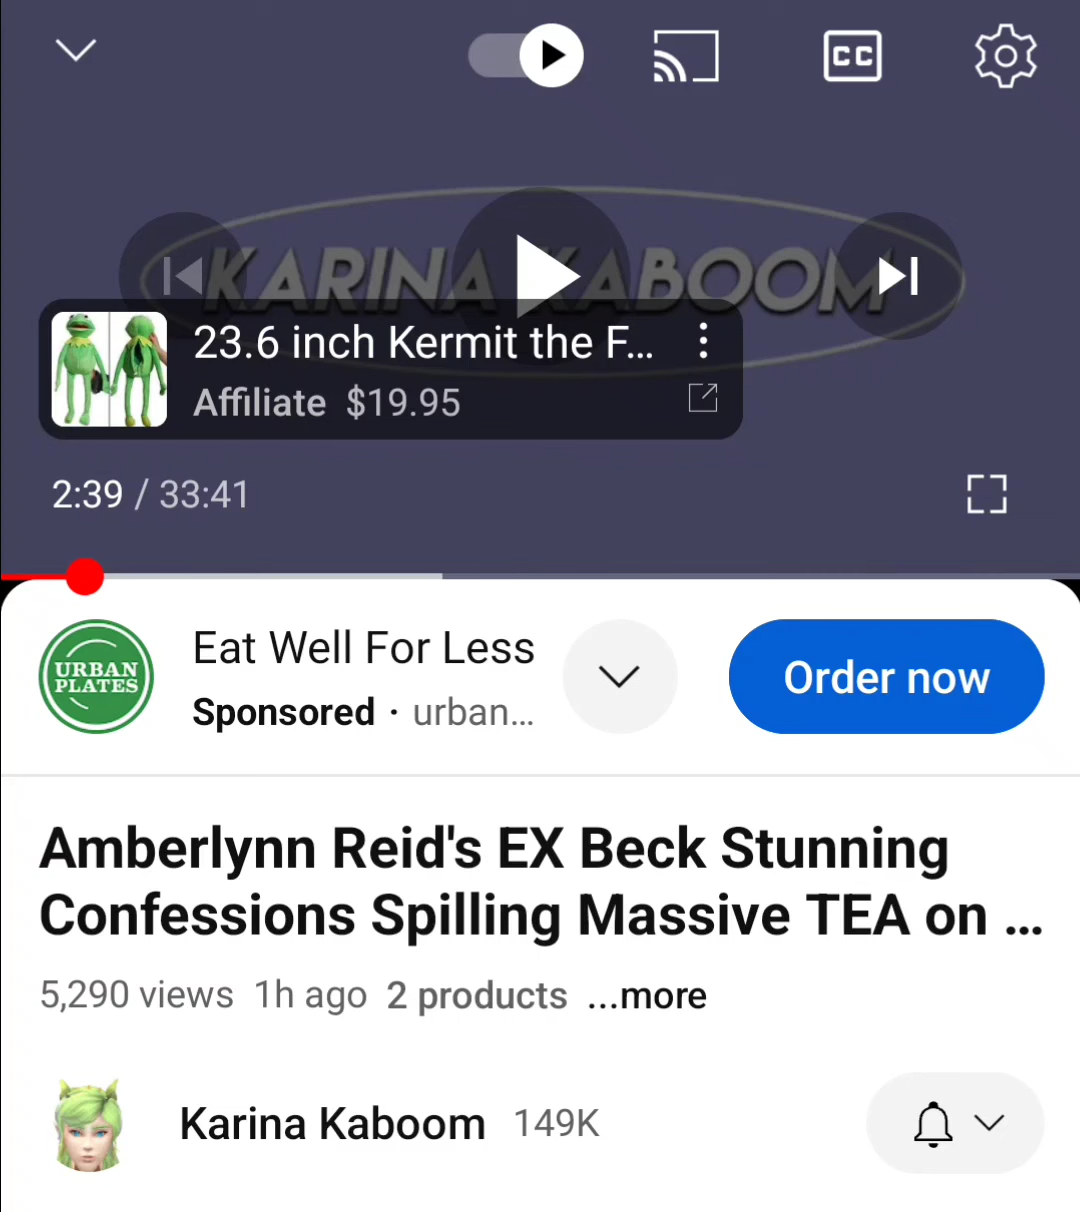 CC
KARINA KABOOM
23.6 inch Kermit the F...
Affiliate $19.95
2:39 / 33:41
URBAN
PLATES
Eat Well For Less
Sponsored · urban...
Order now
Amberlynn Reid's EX Beck Stunning
Confessions Spilling Massive TEA on ...
5,290 views 1h ago 2 products ...more
Karina Kaboom 149K